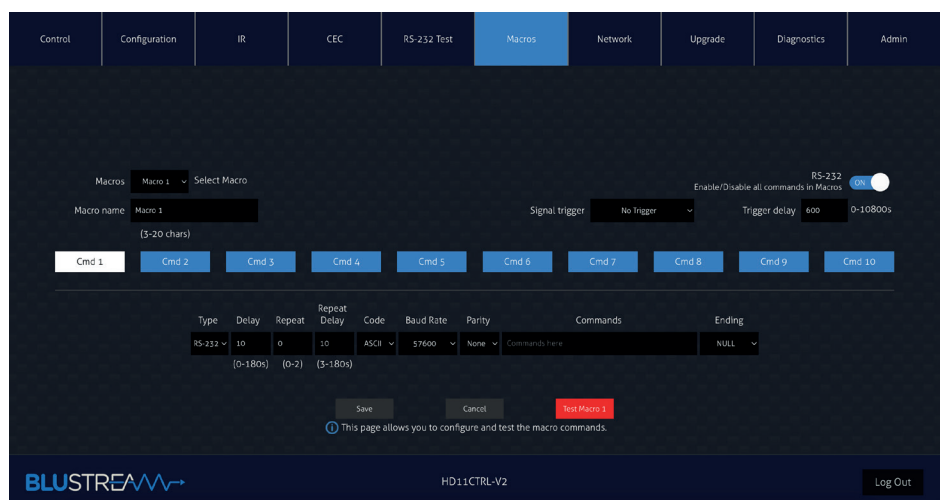 Control Configuration IR CEC RS-232 Test Macros Network Upgrade Diagnostics Admin
Macros Macro 1 Select Macro
RS-232
Enable/Disable all commands in Macros ON
Macro name Macro 1 Signal trigger No Trigger Trigger delay 600 0-10800s
(3-20 chars)
Cmd 1 Cmd 2 Cmd 3 Cmd 4 Cmd 5 Cmd 6 Cmd 7 Cmd 8 Cmd 9 Cmd 10
Type Delay Repeat Repeat Delay Code Baud Rate Parity Commands Ending
RS-232 10 0 10 ASCII 57600 None Commands here NULL
(0-180s) (0-2) (3-180s)
Save Cancel Test Macro 1
This page allows you to configure and test the macro commands.
BLUSTREAM HD11CTRL-V2 Log Out